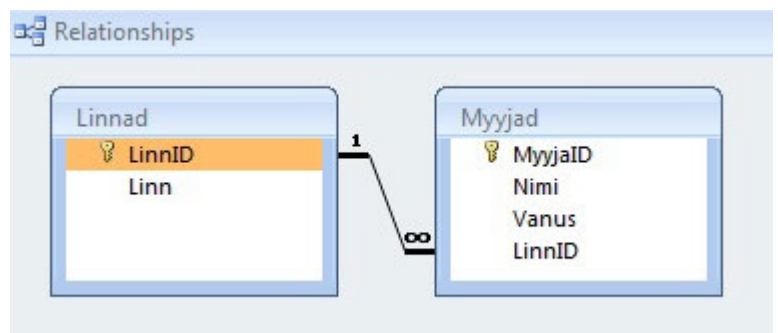 Relationships
Linnad
LinnID
Linn
1
∞
Myyjad
MyyjaID
Nimi
Vanus
LinnID